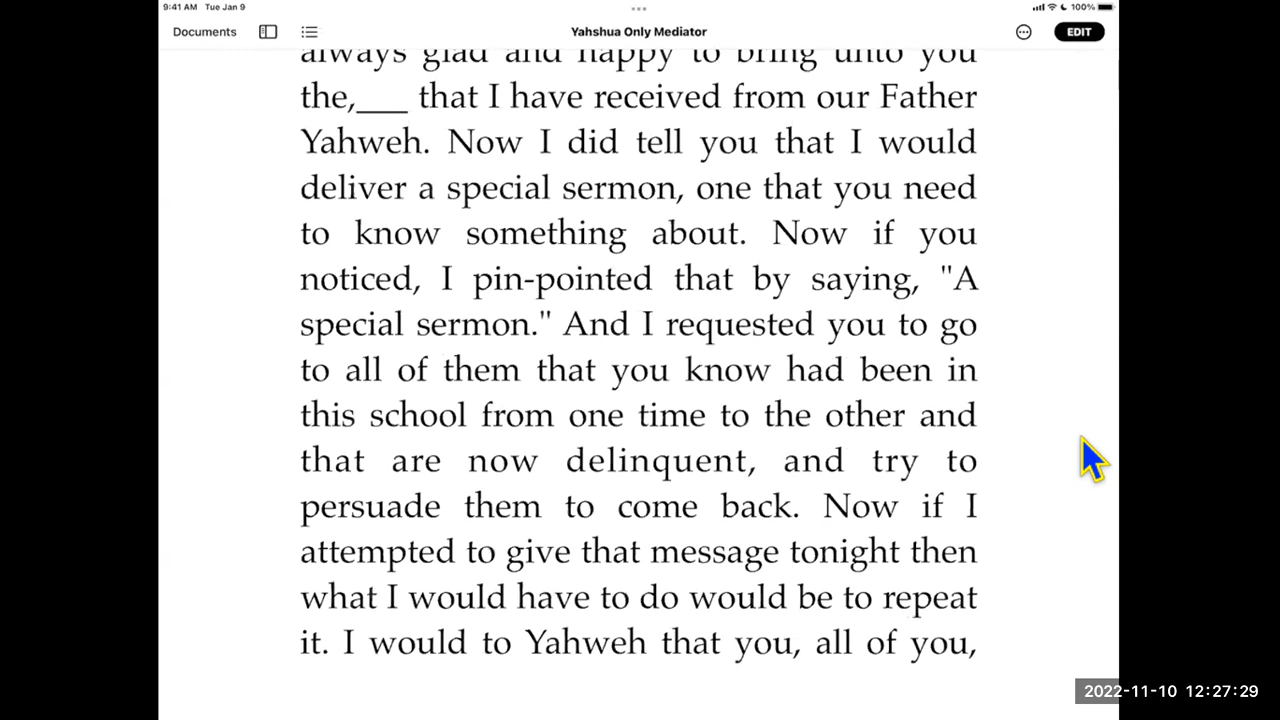 9:41 AM Tue Jan 9
100%
Documents
Yahshua Only Mediator
EDIT
always glad and happy to bring unto you
the,___ that I have received from our Father
Yahweh. Now I did tell you that I would
deliver a special sermon, one that you need
to know something about. Now if you
noticed, I pin-pointed that by saying, "A
special sermon." And I requested you to go
to all of them that you know had been in
this school from one time to the other and
that are now delinquent, and try to
persuade them to come back. Now if I
attempted to give that message tonight then
what I would have to do would be to repeat
it. I would to Yahweh that you, all of you,
2022-11-10 12:27:29